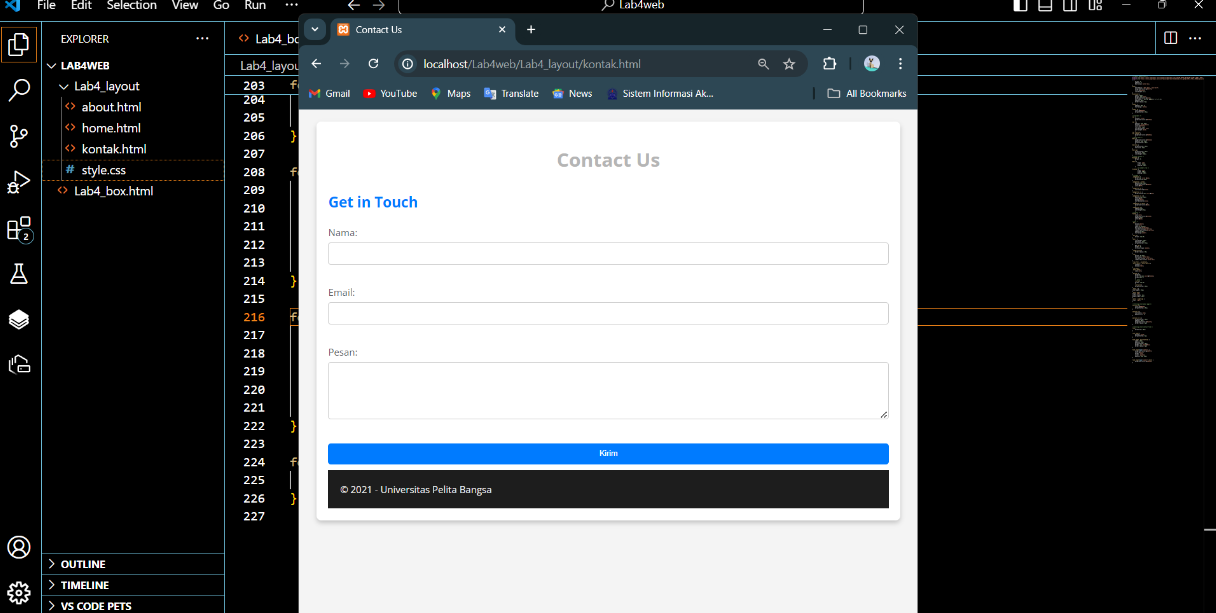 File Edit Selection View Go Run ··· Lab4web
EXPLORER ···
LAB4WEB
Lab4_layout
about.html
home.html
kontak.html
# style.css
Lab4_box.html
2
OUTLINE
TIMELINE
VS CODE PETS
Lab4_bo
Lab4_layou
203
204
205
206 }
207
208
209
210
211
212
213
214 }
215
216
217
218
219
220
221
222 }
223
224
225
226 }
227
Contact Us
localhost/Lab4web/Lab4_layout/kontak.html
Gmail YouTube Maps Translate News Sistem Informasi Ak... All Bookmarks
Contact Us
Get in Touch
Nama:
Email:
Pesan:
Kirim
© 2021 - Universitas Pelita Bangsa